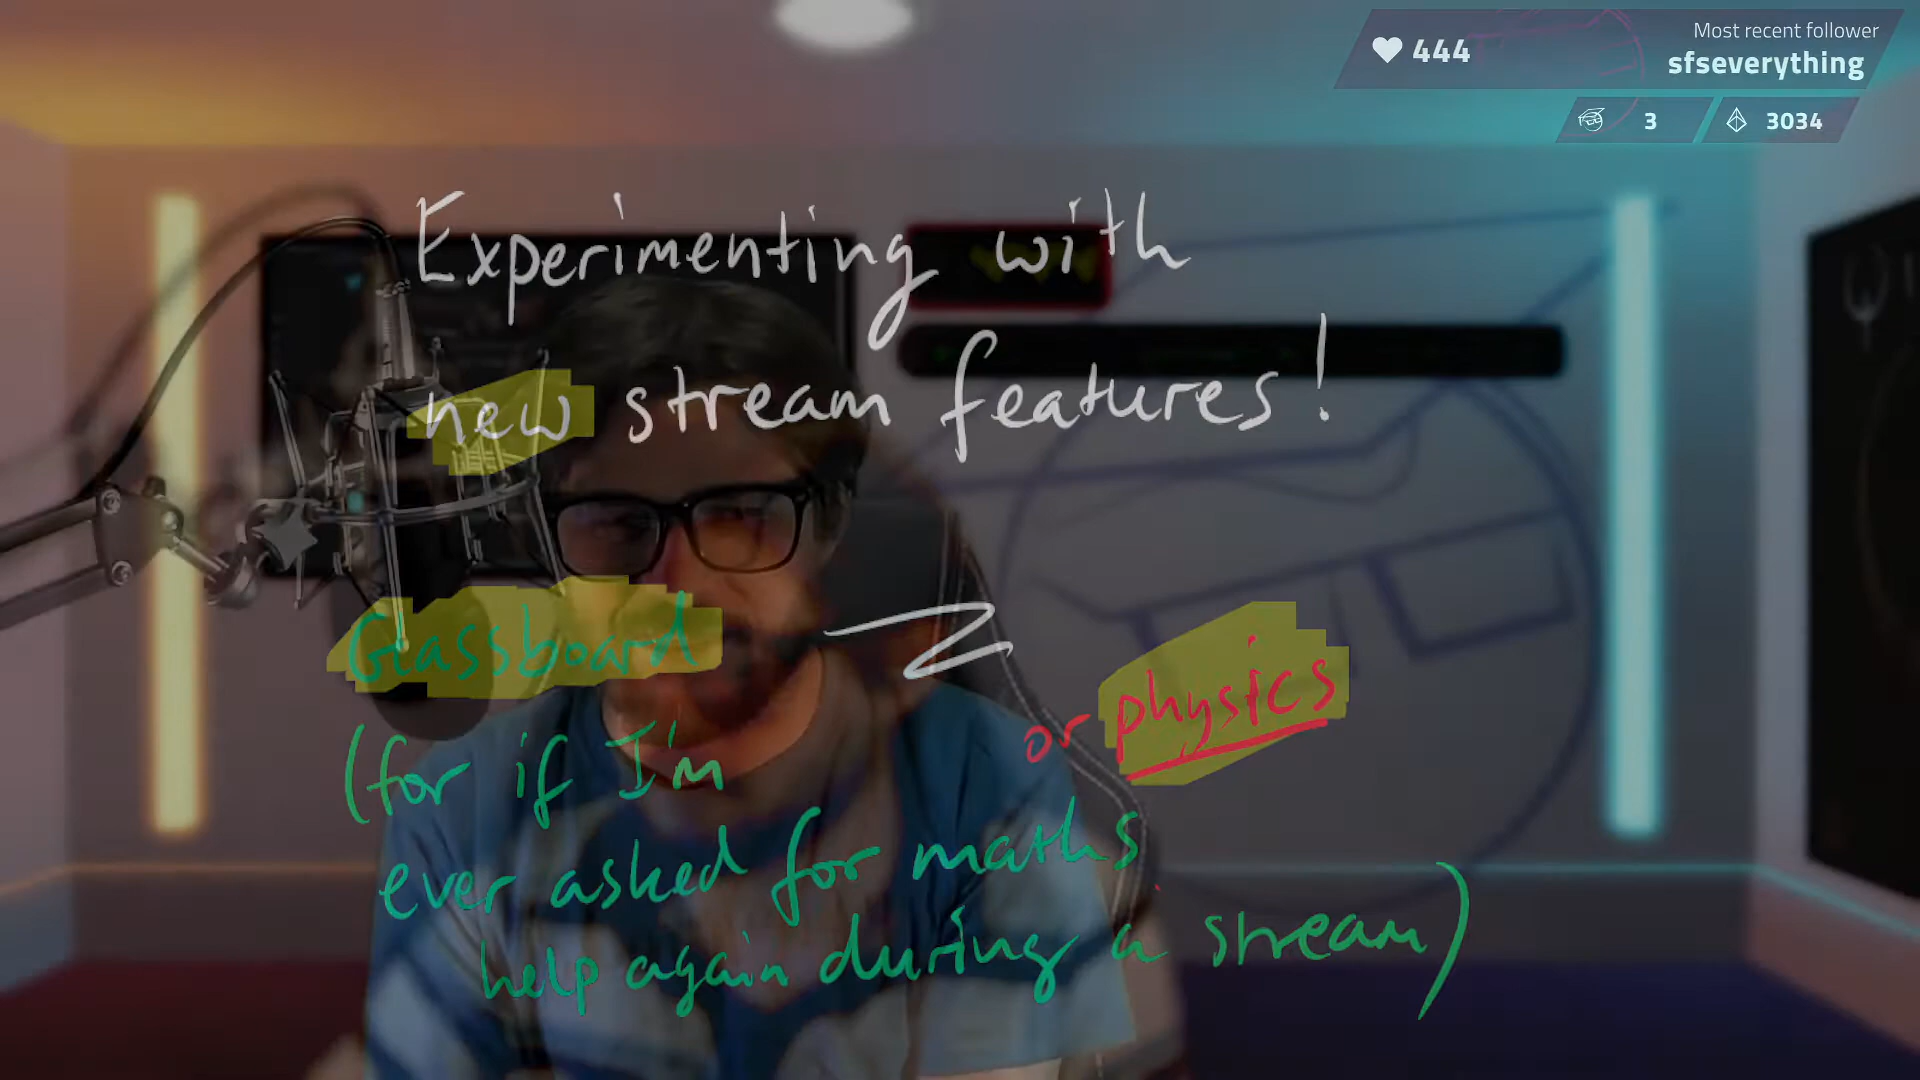 444
Most recent follower
sfseverything
3
3034
Experimenting with
new stream features!
Glassboard
or physics
(for if I'm
ever asked for maths
help again during a stream)